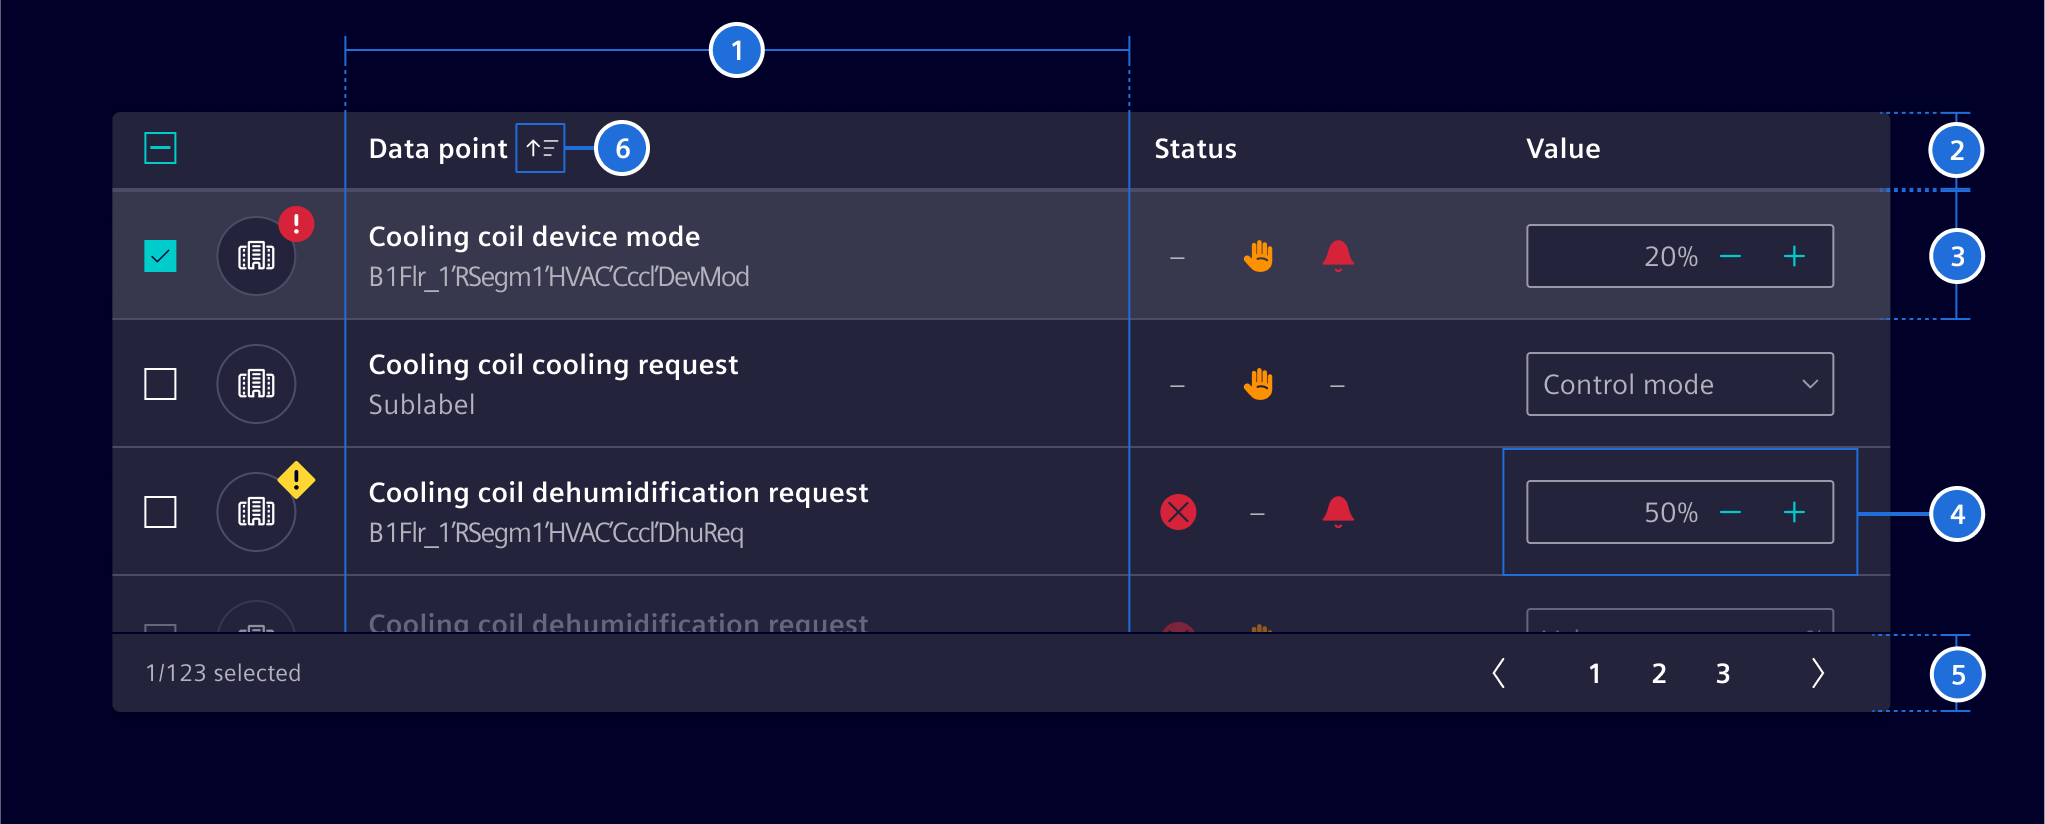 1
Data point 6 Status Value 2
Cooling coil device mode
B1Flr_1'RSegm1'HVAC'Cccl'DevMod
20% 3
Cooling coil cooling request
Sublabel
Control mode
Cooling coil dehumidification request
B1Flr_1'RSegm1'HVAC'Cccl'DhuReq
50% 4
Cooling coil dehumidification request
1/123 selected 1 2 3 5